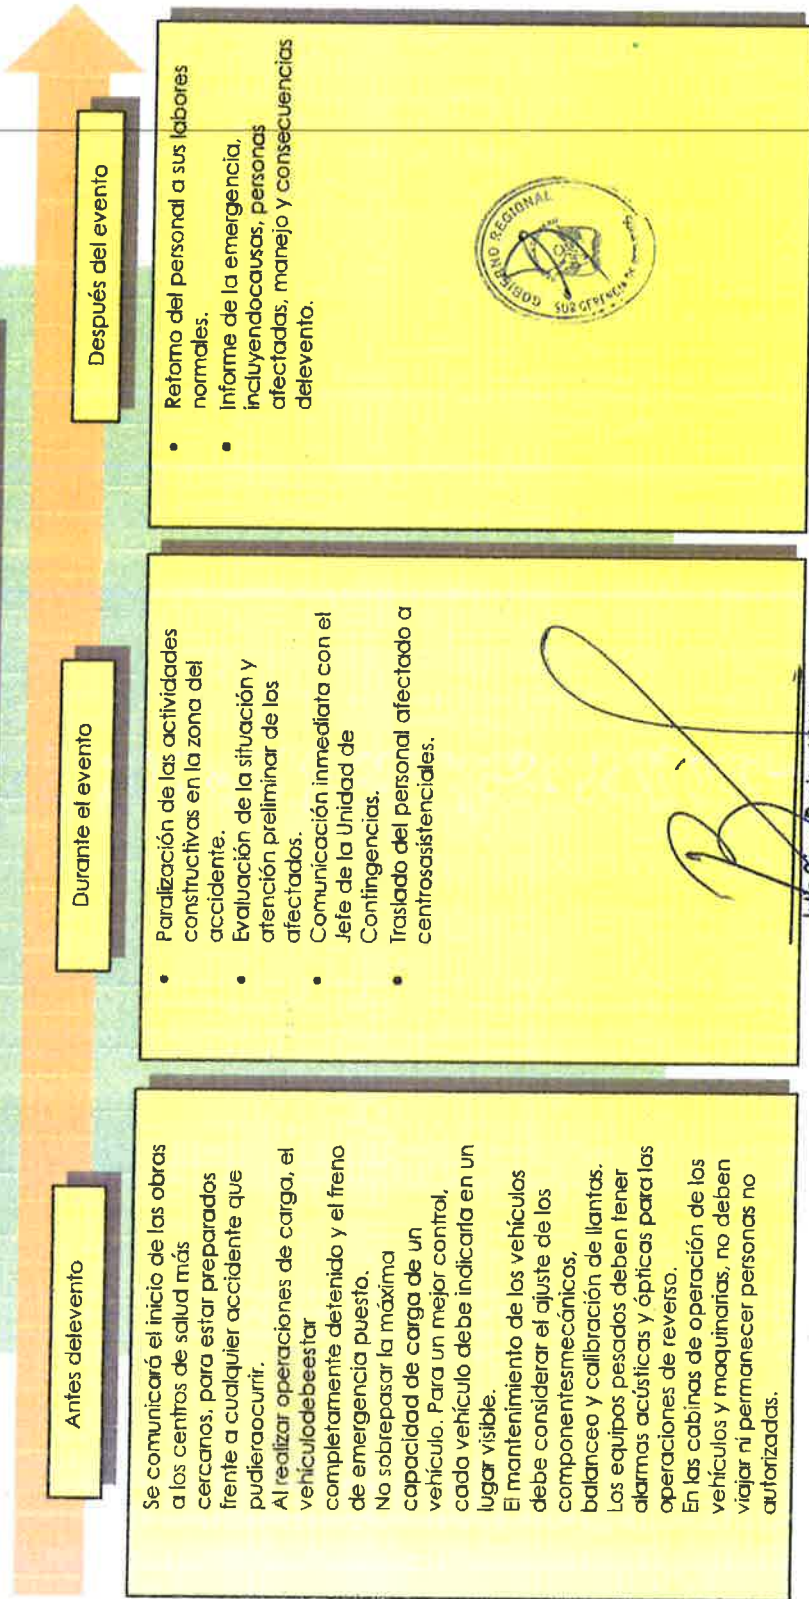 Antes delevento
Se comunicará el inicio de las obras
a los centros de salud más
cercanos, para estar preparados
frente a cualquier accidente que
pudieraocurrir.
Al realizar operaciones de carga, el
vehículodebeestar
completamente detenido y el freno
de emergencia puesto.
No sobrepasar la máxima
capacidad de carga de un
vehículo. Para un mejor control,
cada vehículo debe indicarla en un
lugar visible.
El mantenimiento de los vehículos
debe considerar el ajuste de los
componentesmecánicos,
balanceo y calibración de llantas.
Los equipos pesados deben tener
alarmas acústicas y ópticas para las
operaciones de reverso.
En las cabinas de operación de los
vehículos y maquinarias, no deben
viajar ni permanecer personas no
autorizadas.
Durante el evento
• Paralización de las actividades
constructivas en la zona del
accidente.
• Evaluación de la situación y
atención preliminar de los
afectados.
• Comunicación inmediata con el
Jefe de la Unidad de
Contingencias.
• Traslado del personal afectado a
centrosasistenciales.
Después del evento
• Retorno del personal a sus labores
normales.
• Informe de la emergencia,
incluyendocausas, personas
afectadas, manejo y consecuencias
delevento.
GOBIERNO REGIONAL
SUB GERENCIA DE